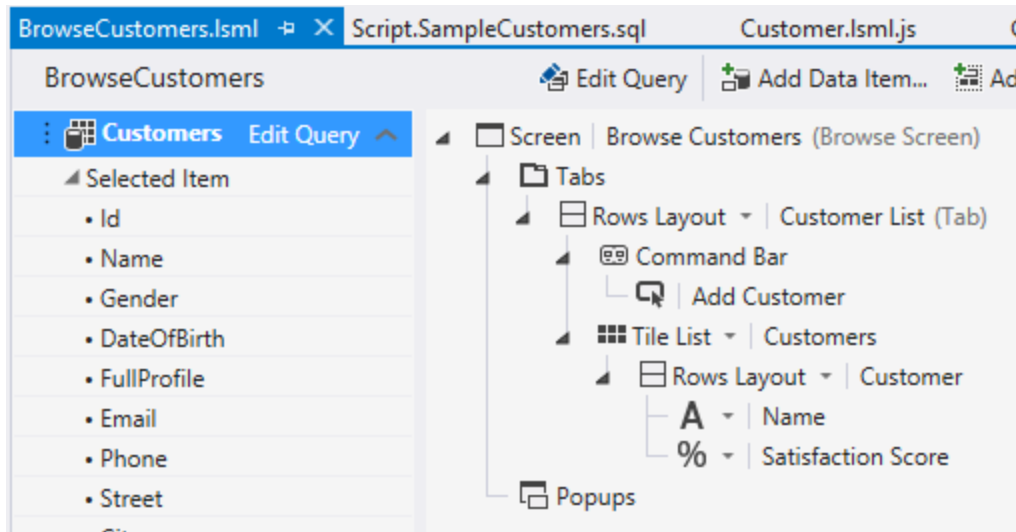 BrowseCustomers.lsml Script.SampleCustomers.sql Customer.lsml.js
BrowseCustomers Edit Query Add Data Item... Ad
Customers Edit Query
Selected Item
• Id
• Name
• Gender
• DateOfBirth
• FullProfile
• Email
• Phone
• Street
Screen | Browse Customers (Browse Screen)
Tabs
Rows Layout | Customer List (Tab)
Command Bar
Add Customer
Tile List | Customers
Rows Layout | Customer
A | Name
% | Satisfaction Score
Popups